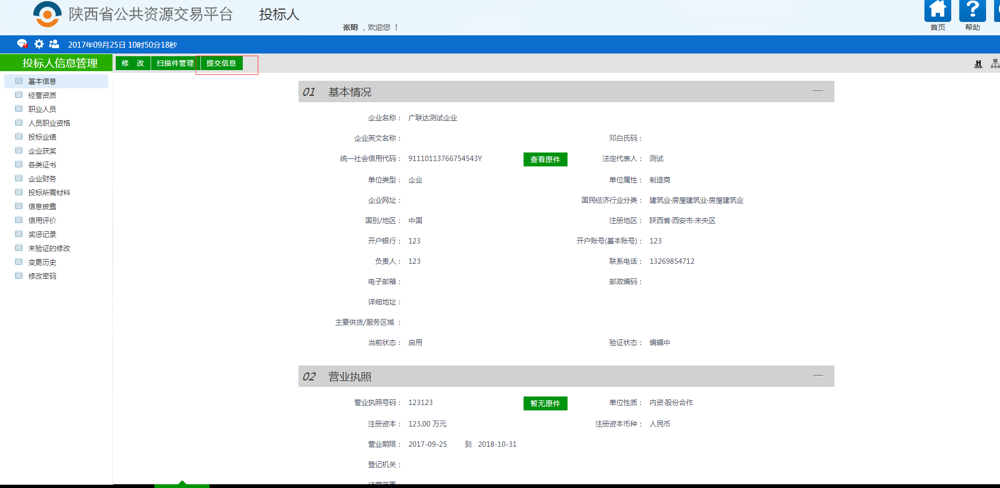 陕西省公共资源交易平台 投标人
张明 ，欢迎您 ！
首页 帮助
2017年09月25日 10时50分18秒
投标人信息管理
修 改 扫描件管理 提交信息
基本信息
经营资质
职业人员
人员职业资格
投标业绩
企业获奖
各类证书
企业财务
投标所需材料
信息披露
信用评价
奖惩记录
未验证的修改
变更历史
修改密码
01 基本情况
企业名称： 广联达测试企业
企业英文名称： 邓白氏码：
统一社会信用代码： 91110113766754543Y 查看原件 法定代表人： 测试
单位类型： 企业 单位属性： 制造商
企业网址： 国民经济行业分类： 建筑业·房屋建筑业·房屋建筑业
国别/地区： 中国 注册地区： 陕西省·西安市·未央区
开户银行： 123 开户账号(基本账号)： 123
负责人： 123 联系电话： 13269854712
电子邮箱： 邮政编码：
详细地址：
主要供货/服务区域 ：
当前状态： 启用 验证状态： 编辑中
02 营业执照
营业执照号码： 123123 暂无原件 单位性质： 内资·股份合作
注册资本： 123.00 万元 注册资本币种： 人民币
营业期限： 2017-09-25 到 2018-10-31
登记机关：
经营范围：